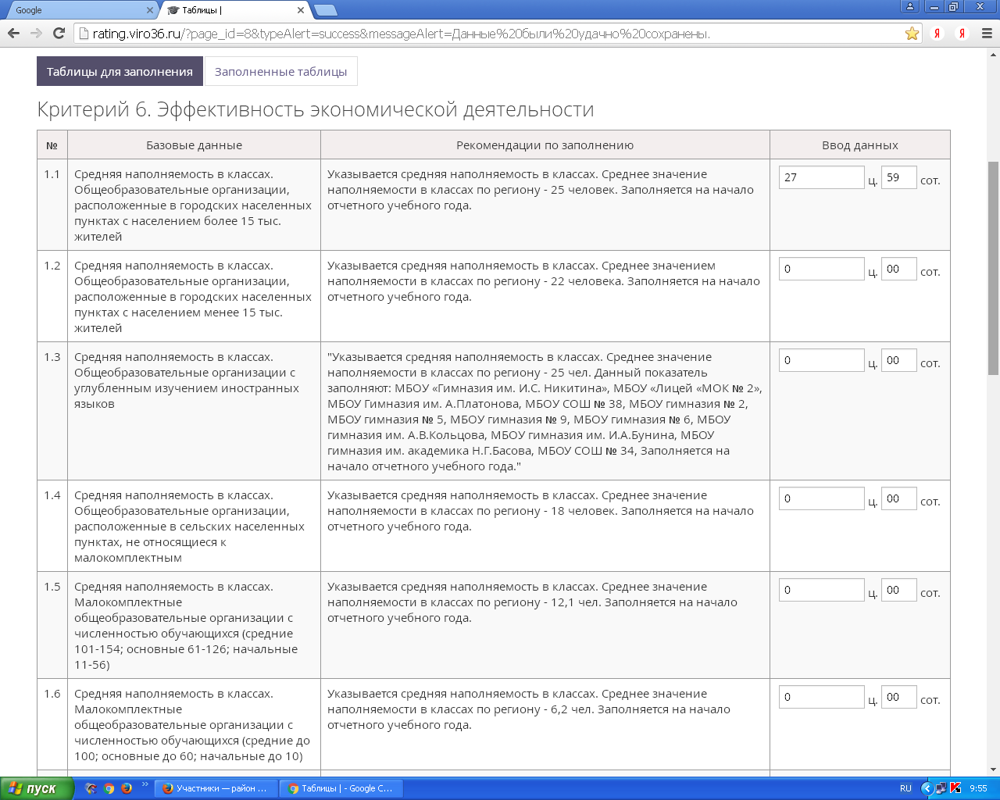 Google
Таблицы |
rating.viro36.ru/?page_id=8&typeAlert=success&messageAlert=Данные%20были%20удачно%20сохранены.
Таблицы для заполнения
Заполненные таблицы
Критерий 6. Эффективность экономической деятельности
№
Базовые данные
Рекомендации по заполнению
Ввод данных
1.1
Средняя наполняемость в классах.
Общеобразовательные организации,
расположенные в городских населенных
пунктах с населением более 15 тыс.
жителей
Указывается средняя наполняемость в классах. Среднее значение
наполняемости в классах по региону - 25 человек. Заполняется на начало
отчетного учебного года.
27 ц. 59 сот.
1.2
Средняя наполняемость в классах.
Общеобразовательные организации,
расположенные в городских населенных
пунктах с населением менее 15 тыс.
жителей
Указывается средняя наполняемость в классах. Среднее значением
наполняемости в классах по региону - 22 человека. Заполняется на начало
отчетного учебного года.
0 ц. 00 сот.
1.3
Средняя наполняемость в классах.
Общеобразовательные организации с
углубленным изучением иностранных
языков
"Указывается средняя наполняемость в классах. Среднее значение
наполняемости в классах по региону - 25 чел. Данный показатель
заполняют: МБОУ «Гимназия им. И.С. Никитина», МБОУ «Лицей «МОК № 2»,
МБОУ Гимназия им. А.Платонова, МБОУ СОШ № 38, МБОУ гимназия № 2,
МБОУ гимназия № 5, МБОУ гимназия № 9, МБОУ гимназия № 6, МБОУ
гимназия им. А.В.Кольцова, МБОУ гимназия им. И.А.Бунина, МБОУ
гимназия им. академика Н.Г.Басова, МБОУ СОШ № 34, Заполняется на
начало отчетного учебного года."
0 ц. 00 сот.
1.4
Средняя наполняемость в классах.
Общеобразовательные организации,
расположенные в сельских населенных
пунктах, не относящиеся к
малокомплектным
Указывается средняя наполняемость в классах. Среднее значение
наполняемости в классах по региону - 18 человек. Заполняется на начало
отчетного учебного года.
0 ц. 00 сот.
1.5
Средняя наполняемость в классах.
Малокомплектные
общеобразовательные организации с
численностью обучающихся (средние
101-154; основные 61-126; начальные
11-56)
Указывается средняя наполняемость в классах. Среднее значение
наполняемости в классах по региону - 12,1 чел. Заполняется на начало
отчетного учебного года.
0 ц. 00 сот.
1.6
Средняя наполняемость в классах.
Малокомплектные
общеобразовательные организации с
численностью обучающихся (средние до
100; основные до 60; начальные до 10)
Указывается средняя наполняемость в классах. Среднее значение
наполняемости в классах по региону - 6,2 чел. Заполняется на начало
отчетного учебного года.
0 ц. 00 сот.
пуск
Участники — район ...
Таблицы | - Google C...
RU
9:55